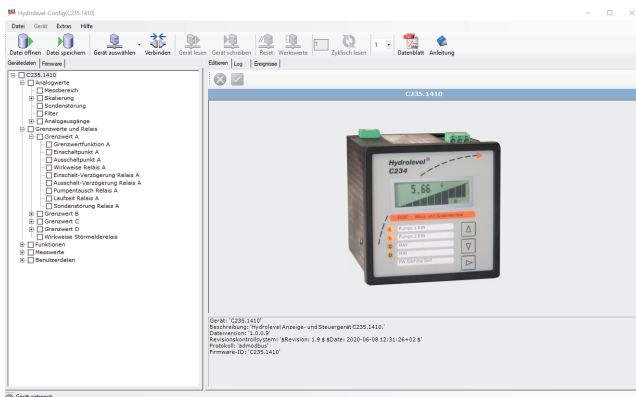 Hydrolevel-Config(C235.1410)
Datei Gerät Extras Hilfe
Datei öffnen Datei speichern Gerät auswählen Verbinden Gerät lesen Gerät schreiben Reset Werkswerte 1 Zyklisch lesen 1 Datenblatt Anleitung
Gerätedaten Firmware
Editieren Log Ereignisse
C235.1410
Analogwerte
Messbereich
Skalierung
Sondenstörung
Filter
Analogausgänge
Grenzwerte und Relais
Grenzwert A
Grenzwertfunktion A
Einschaltpunkt A
Ausschaltpunkt A
Wirkweise Relais A
Einschalt-Verzögerung Relais A
Ausschalt-Verzögerung Relais A
Pumpentausch Relais A
Laufzeit Relais A
Sondenstörung Relais A
Grenzwert B
Grenzwert C
Grenzwert D
Wirkweise Störmelderelais
Funktionen
Messwerte
Benutzerdaten
C235.1410
Hydrolevel®
C234
5.66
Pumpe 1 EIN
Pumpe 2 EIN
MAX
MIN
Gerät: 'C235.1410'
Beschreibung: 'Hydrolevel Anzeige- und Steuergerät C235.1410.'
Dateiversion: '1.0.0.9'
Revisionskontrollsystem: '$Revision: 1.9 $ $Date: 2020-06-08 12:31:26+02 $'
Protokoll: 'admodbus'
Firmware-ID: 'C235.1410'
Gerät getrennt